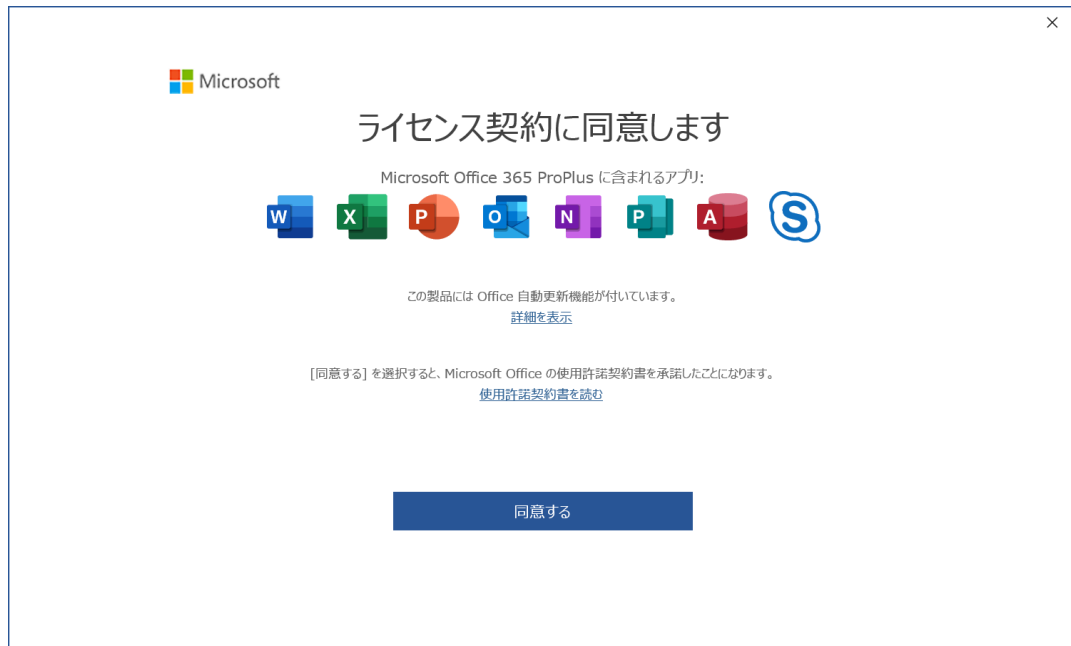 Microsoft
ライセンス契約に同意します
Microsoft Office 365 ProPlus に含まれるアプリ:
W X P O N P A S
この製品には Office 自動更新機能が付いています。
詳細を表示
[同意する] を選択すると、Microsoft Office の使用許諾契約書を承諾したことになります。
使用許諾契約書を読む
同意する